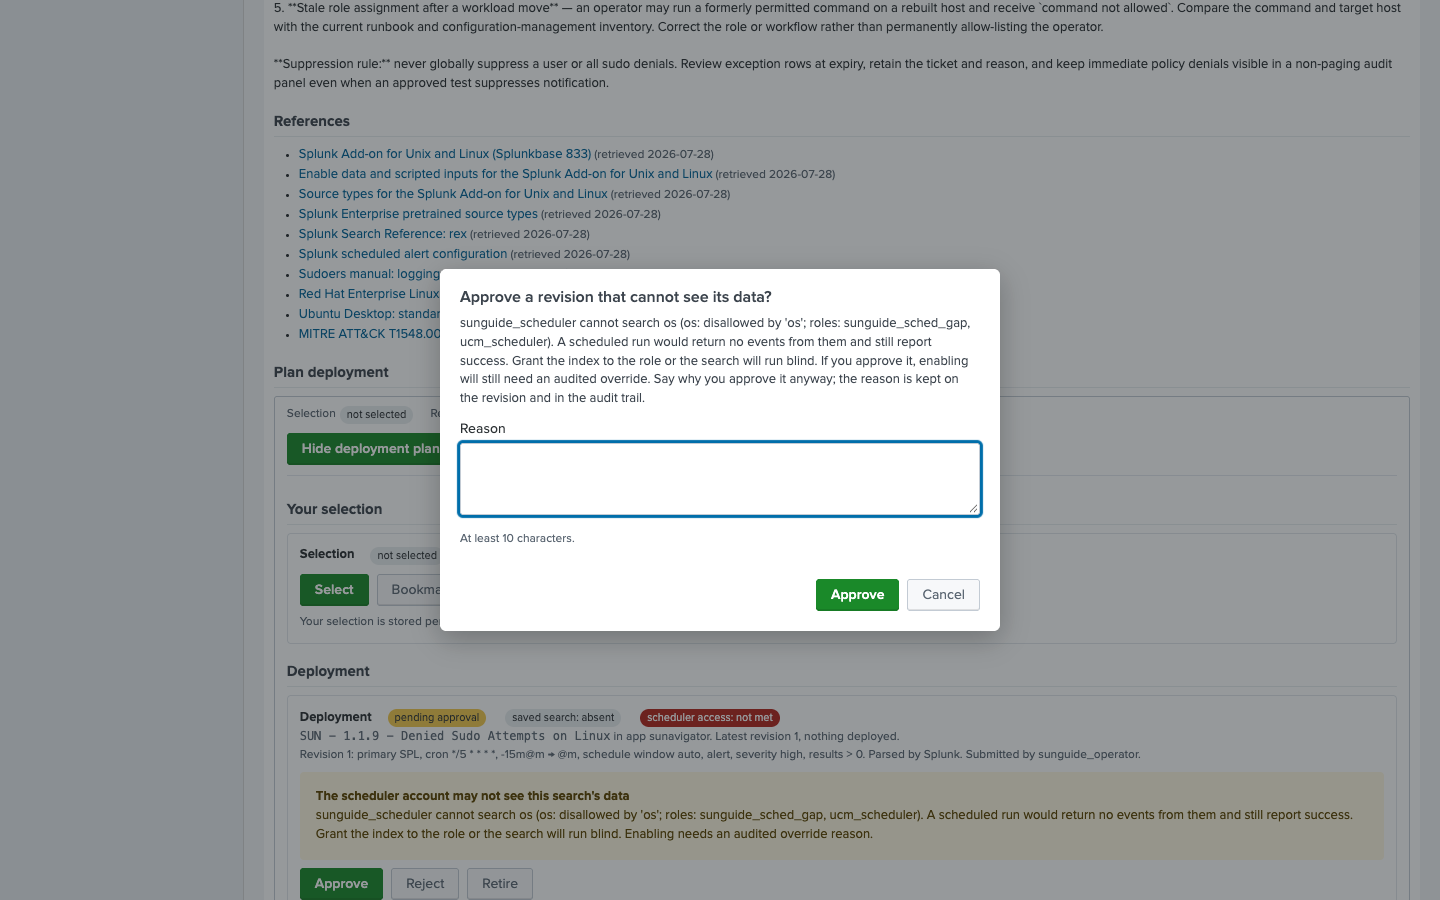 5. **Stale role assignment after a workload move** — an operator may run a formerly permitted command on a rebuilt host and receive `command not allowed`. Compare the command and target host
with the current runbook and configuration-management inventory. Correct the role or workflow rather than permanently allow-listing the operator.
**Suppression rule:** never globally suppress a user or all sudo denials. Review exception rows at expiry, retain the ticket and reason, and keep immediate policy denials visible in a non-paging audit
panel even when an approved test suppresses notification.
References
• Splunk Add-on for Unix and Linux (Splunkbase 833) (retrieved 2026-07-28)
• Enable data and scripted inputs for the Splunk Add-on for Unix and Linux (retrieved 2026-07-28)
• Source types for the Splunk Add-on for Unix and Linux (retrieved 2026-07-28)
• Splunk Enterprise pretrained source types (retrieved 2026-07-28)
• Splunk Search Reference: rex (retrieved 2026-07-28)
• Splunk scheduled alert configuration (retrieved 2026-07-28)
• Sudoers manual: logging
• Red Hat Enterprise Linux
• Ubuntu Desktop:
• MITRE ATT&CK
Approve a revision that cannot see its data?
sunguide_scheduler cannot search os (os: disallowed by 'os'; roles: sunguide_sched_gap,
ucm_scheduler). A scheduled run would return no events from them and still report
success. Grant the index to the role or the search will run blind. If you approve it, enabling
will still need an audited override. Say why you approve it anyway; the reason is kept on
the revision and in the audit trail.
Reason
At least 10 characters.
Approve
Cancel
Plan deployment
Selection not selected
Hide deployment plan
Your selection
Selection not selected
Select
Your selection is stored
Deployment
Deployment pending approval saved search: absent scheduler access: not met
SUN - 1.1.9 - Denied Sudo Attempts on Linux in app sunavigator. Latest revision 1, nothing deployed.
Revision 1: primary SPL, cron */5 * * * *, -15m@m → @m, schedule window auto, alert, severity high, results > 0. Parsed by Splunk. Submitted by sunguide_operator.
The scheduler account may not see this search's data
sunguide_scheduler cannot search os (os: disallowed by 'os'; roles: sunguide_sched_gap, ucm_scheduler). A scheduled run would return no events from them and still report success.
Grant the index to the role or the search will run blind. Enabling needs an audited override reason.
Approve
Reject
Retire